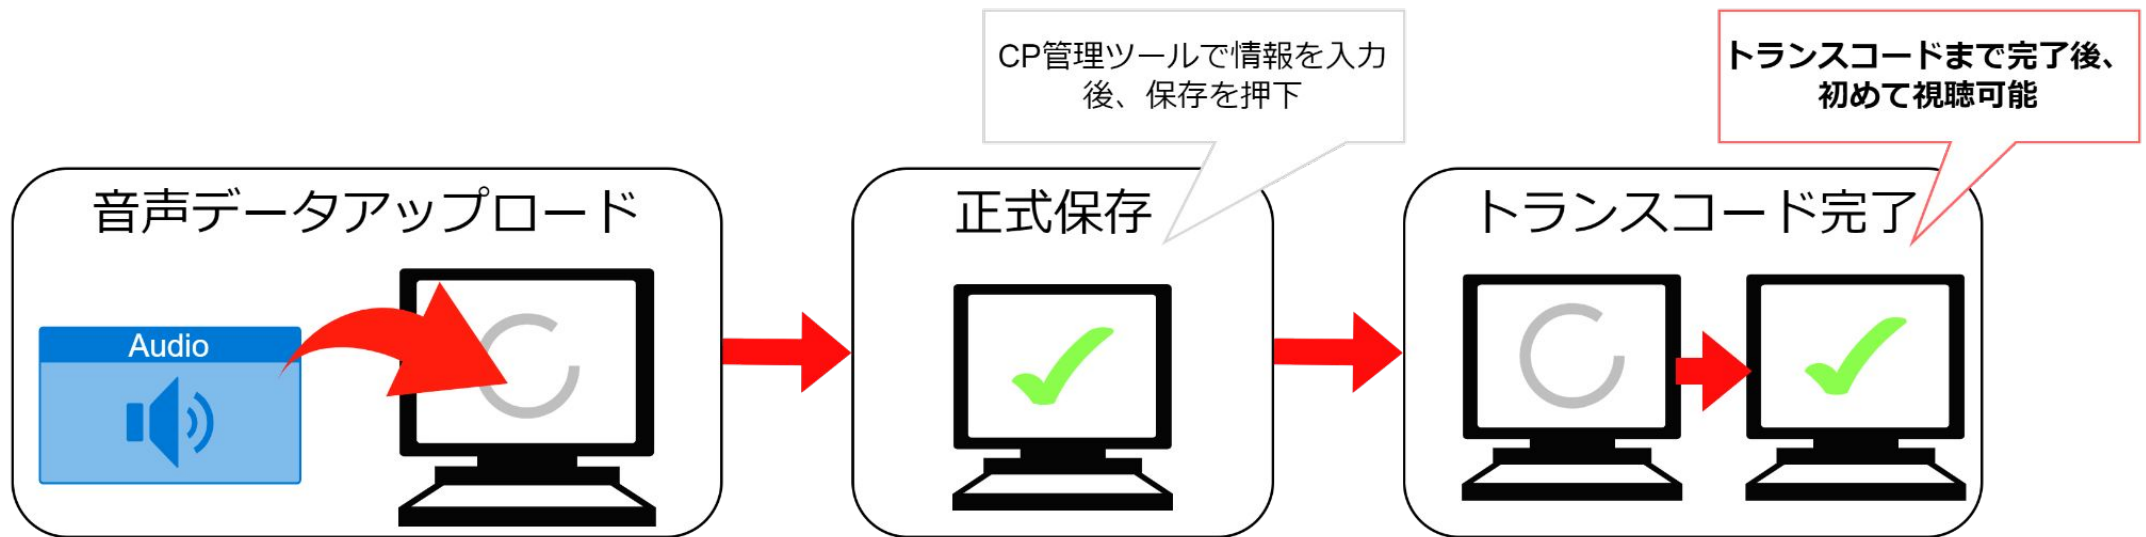 CP管理ツールで情報を入力
後、保存を押下
トランスコードまで完了後、
初めて視聴可能
音声データアップロード
正式保存
トランスコード完了
Audio